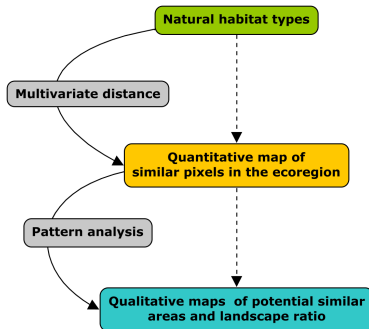 Natural habitat types
Multivariate distance
Quantitative map of
similar pixels in the ecoregion
Pattern analysis
Qualitative maps of potential similar
areas and landscape ratio